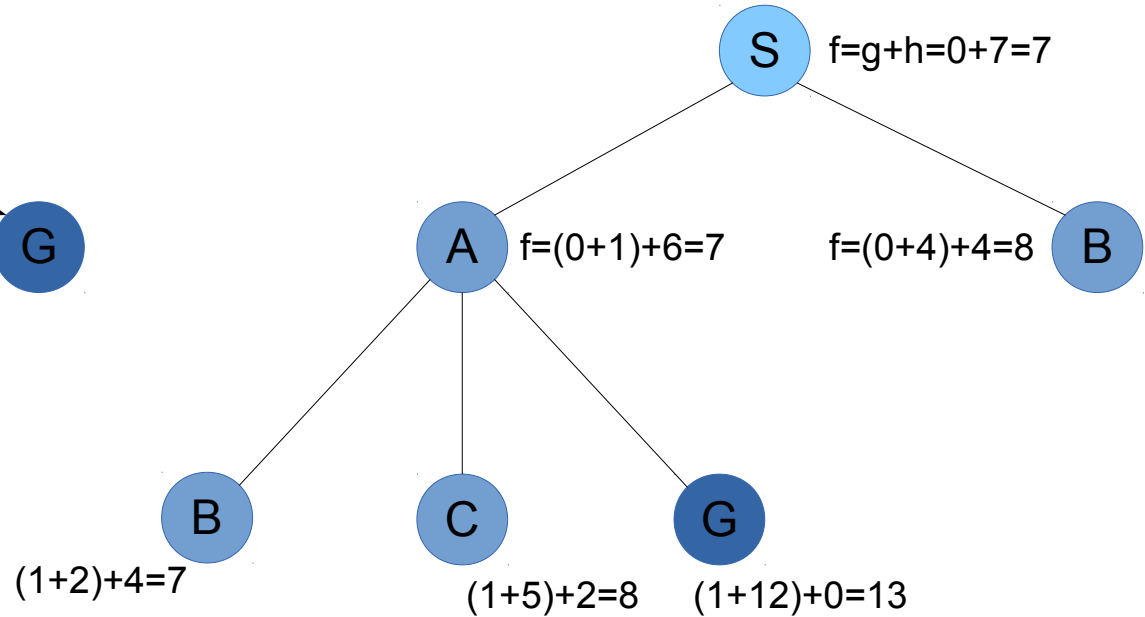 S f=g+h=0+7=7
G A f=(0+1)+6=7 f=(0+4)+4=8 B
B C G
(1+2)+4=7 (1+5)+2=8 (1+12)+0=13